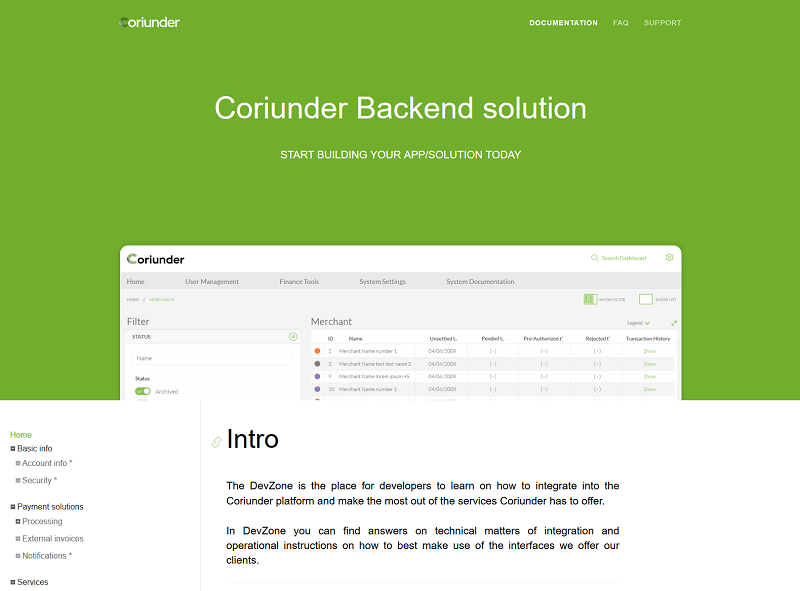 Coriunder
DOCUMENTATION FAQ SUPPORT
Coriunder Backend solution
START BUILDING YOUR APP/SOLUTION TODAY
Coriunder
Search Dashboard
Home User Management Finance Tools System Settings System Documentation
HOME // MERCHANTS
SHOW FILTER SHOW LIST
Filter
Merchant
Legend
STATUS
ID Name Unsettled t.. Pendinf t.. Pre-Authorized t' Rejected t' Transaction History
2 Merchant Name number 1 04/06/2008 (-) (-) (-) Show
Name
3 Merchant Name text text name 3 04/06/2008 (-) (-) (-) Show
9 Merchant Name lorem ipsum 45 04/06/2008 (-) (-) (-) Show
Status
10 Merchant Name number 1 04/06/2008 (-) (-) (-) Show
Archived
Home
Basic info
Account info *
Security *
Payment solutions
Processing
External invoices
Notifications *
Services
Intro
The DevZone is the place for developers to learn on how to integrate into the
Coriunder platform and make the most out of the services Coriunder has to offer.
In DevZone you can find answers on technical matters of integration and
operational instructions on how to best make use of the interfaces we offer our
clients.